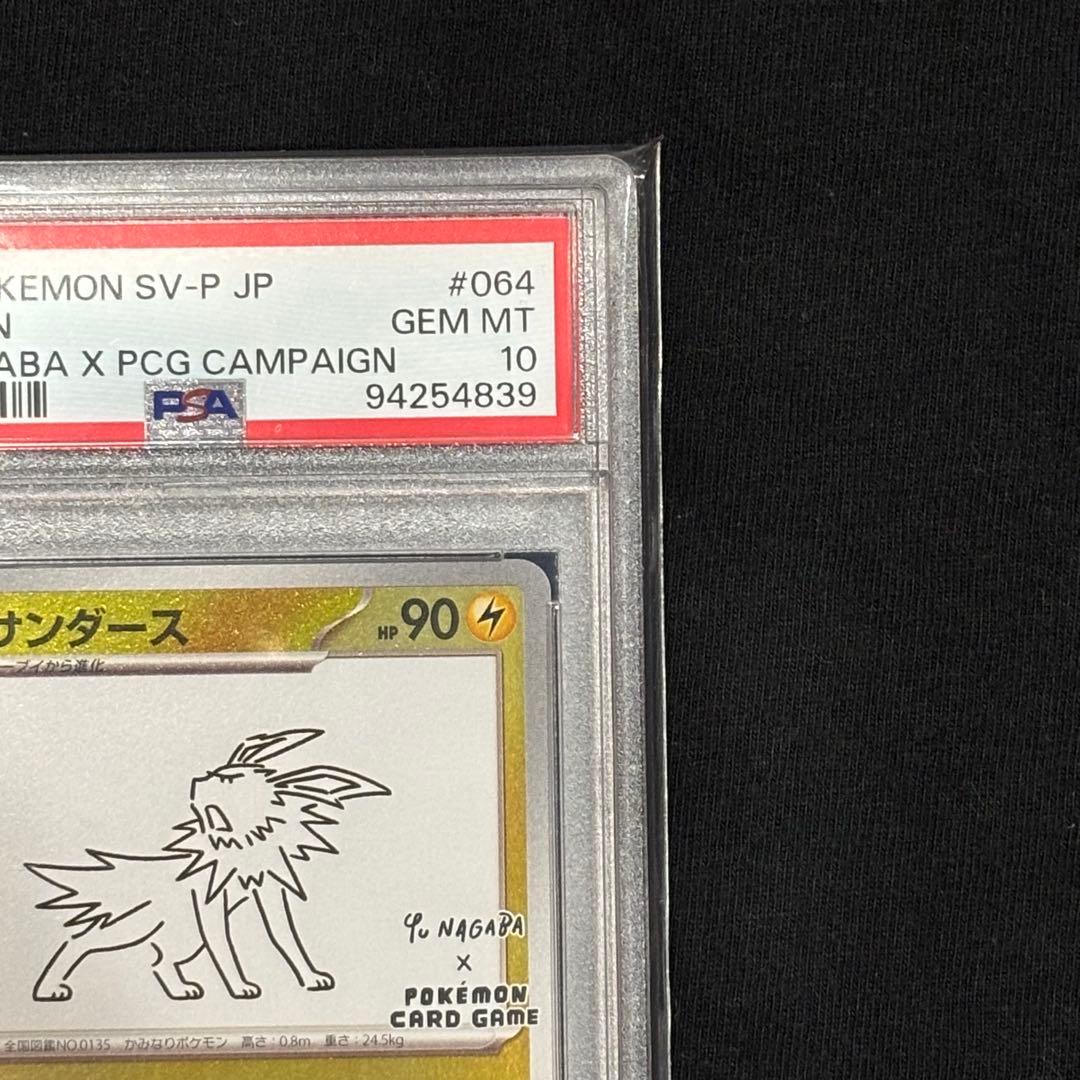 KEMON SV-P JP #064
N GEM MT
ABA X PCG CAMPAIGN 10
PSA 94254839
サンダース HP 90
ーブイから進化
Yu NAGABA
×
POKÉMON
CARD GAME
全国図鑑NO.0135 かみなりポケモン 高さ:0.8m 重さ:24.5kg